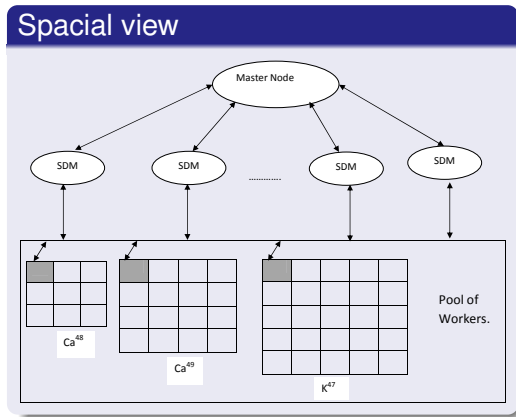 Spacial view
Master Node
SDM
SDM
SDM
SDM
.............
Pool of
Workers.
Ca48
Ca49
K47